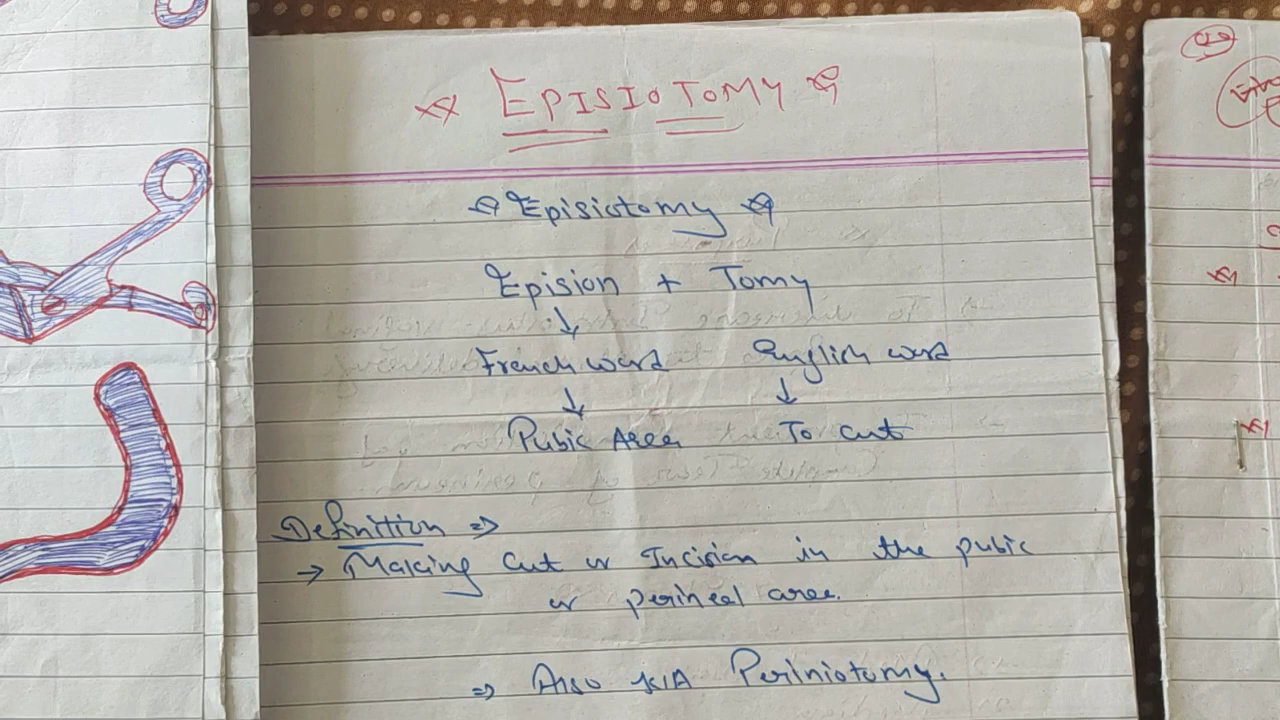 EPISIOTOMY
Episiotomy
Epision + Tomy
↓
French word English word
↓ ↓
Pubic Area To cut
Definition ⇒
→ Making Cut or Incision in the pubic
or perineel area.
⇒ Also K/A Periniotomy.